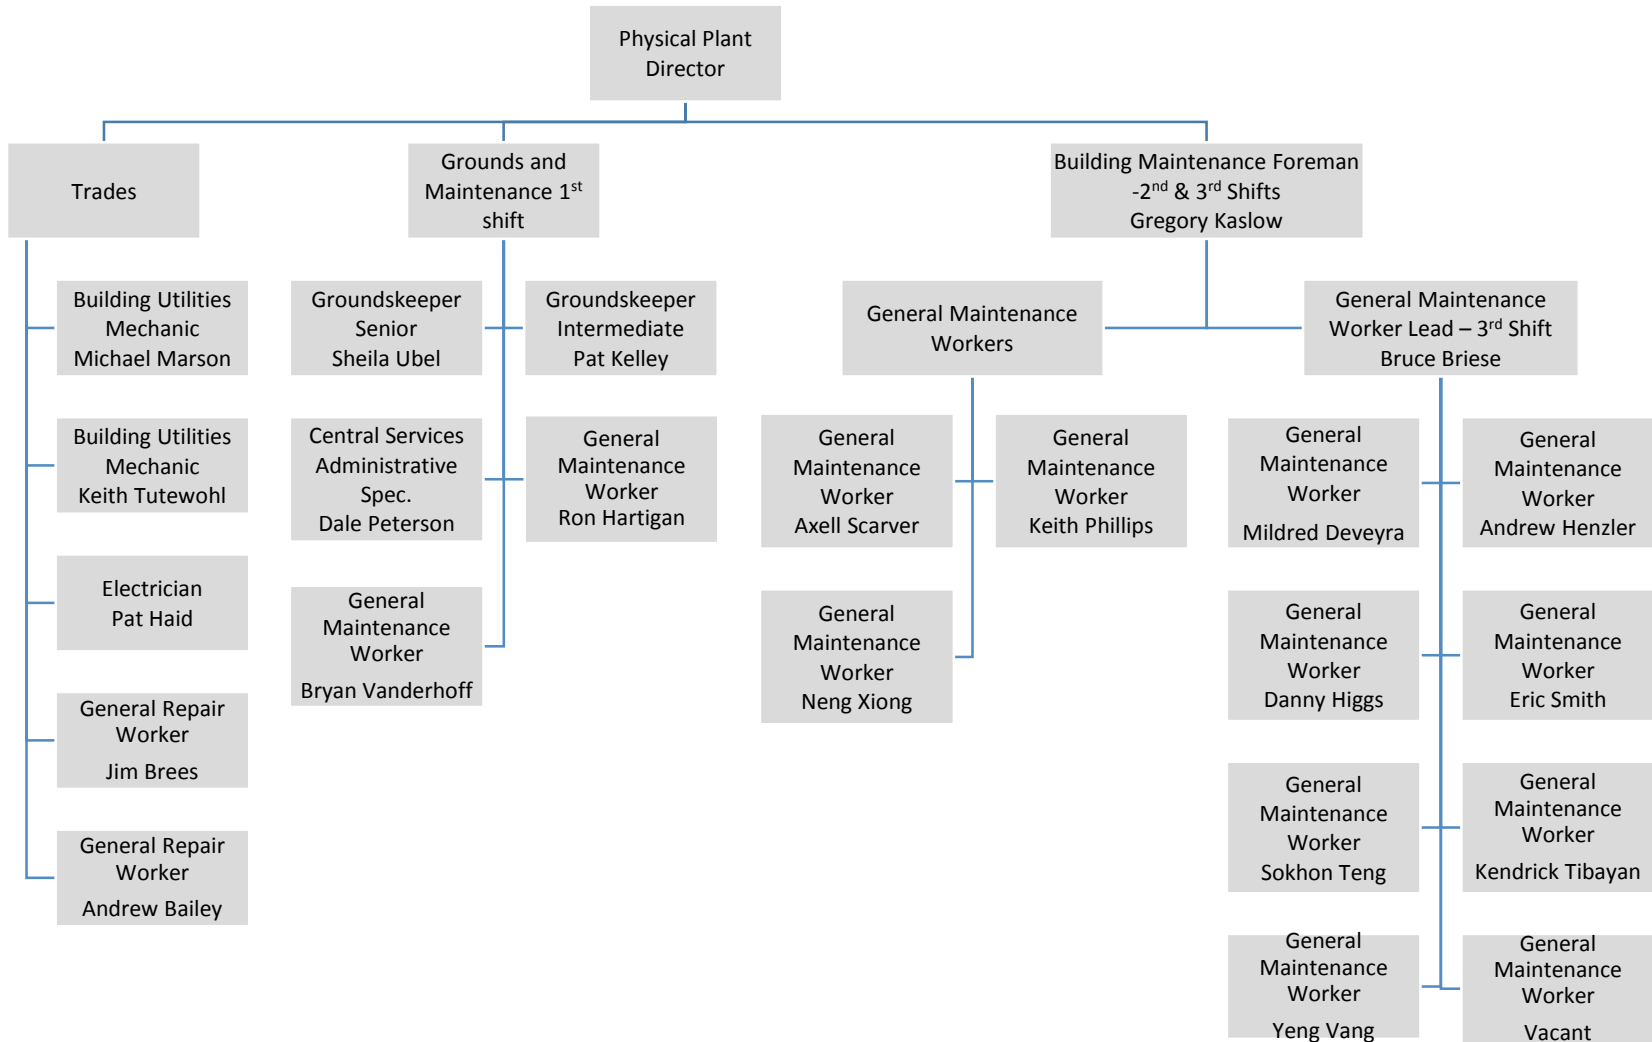 Physical Plant
Director
Trades
Grounds and
Maintenance 1st
shift
Building Maintenance Foreman
-2nd & 3rd Shifts
Gregory Kaslow
Building Utilities
Mechanic
Michael Marson
Building Utilities
Mechanic
Keith Tutewohl
Electrician
Pat Haid
General Repair
Worker
Jim Brees
General Repair
Worker
Andrew Bailey
Groundskeeper
Senior
Sheila Ubel
Groundskeeper
Intermediate
Pat Kelley
Central Services
Administrative
Spec.
Dale Peterson
General
Maintenance
Worker
Ron Hartigan
General
Maintenance
Worker
Bryan Vanderhoff
General Maintenance
Workers
General Maintenance
Worker Lead – 3rd Shift
Bruce Briese
General
Maintenance
Worker
Axell Scarver
General
Maintenance
Worker
Keith Phillips
General
Maintenance
Worker
Neng Xiong
General
Maintenance
Worker
Mildred Deveyra
General
Maintenance
Worker
Andrew Henzler
General
Maintenance
Worker
Danny Higgs
General
Maintenance
Worker
Eric Smith
General
Maintenance
Worker
Sokhon Teng
General
Maintenance
Worker
Kendrick Tibayan
General
Maintenance
Worker
Yeng Vang
General
Maintenance
Worker
Vacant